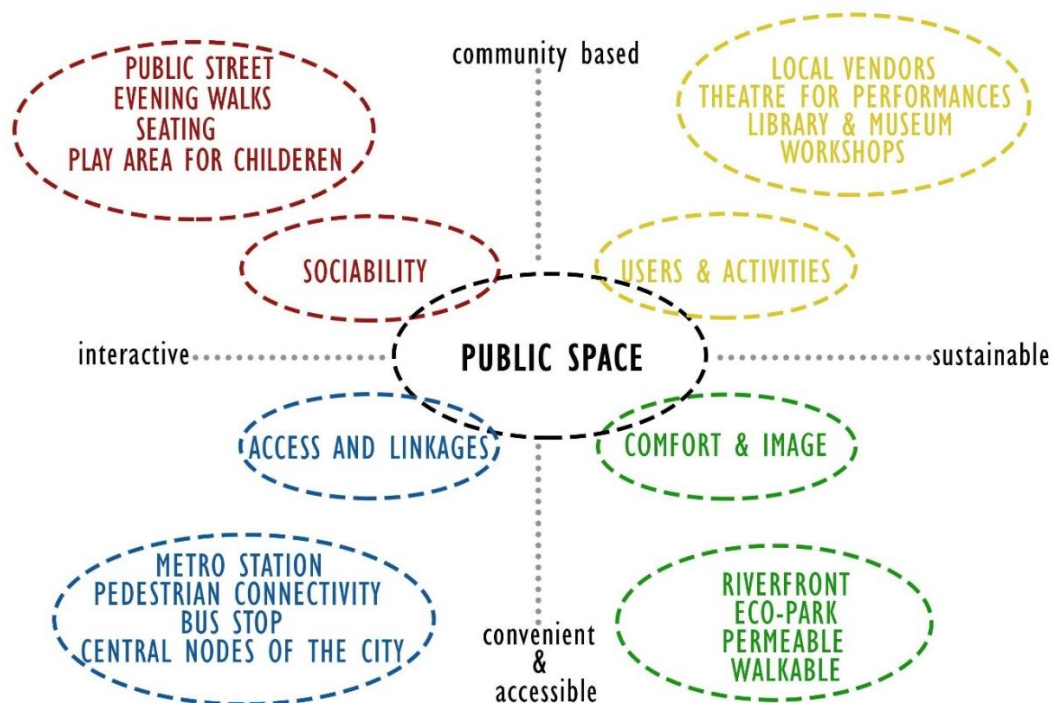 community based
PUBLIC STREET
EVENING WALKS
SEATING
PLAY AREA FOR CHILDEREN
LOCAL VENDORS
THEATRE FOR PERFORMANCES
LIBRARY & MUSEUM
WORKSHOPS
SOCIABILITY
USERS & ACTIVITIES
interactive
PUBLIC SPACE
sustainable
ACCESS AND LINKAGES
COMFORT & IMAGE
METRO STATION
PEDESTRIAN CONNECTIVITY
BUS STOP
CENTRAL NODES OF THE CITY
convenient
&
accessible
RIVERFRONT
ECO-PARK
PERMEABLE
WALKABLE